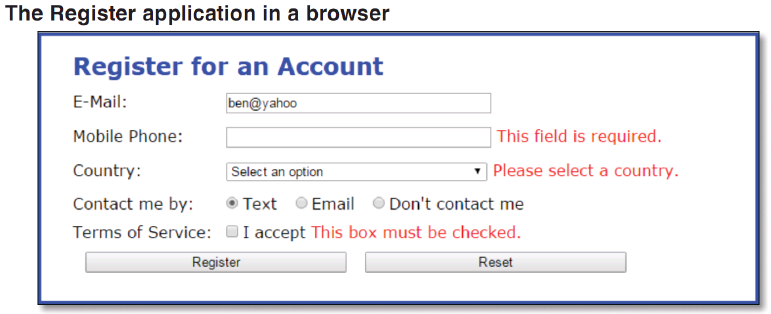 The Register application in a browser
Register for an Account
E-Mail: ben@yahoo
Mobile Phone: This field is required.
Country: Select an option Please select a country.
Contact me by: Text Email Don't contact me
Terms of Service: I accept This box must be checked.
Register Reset